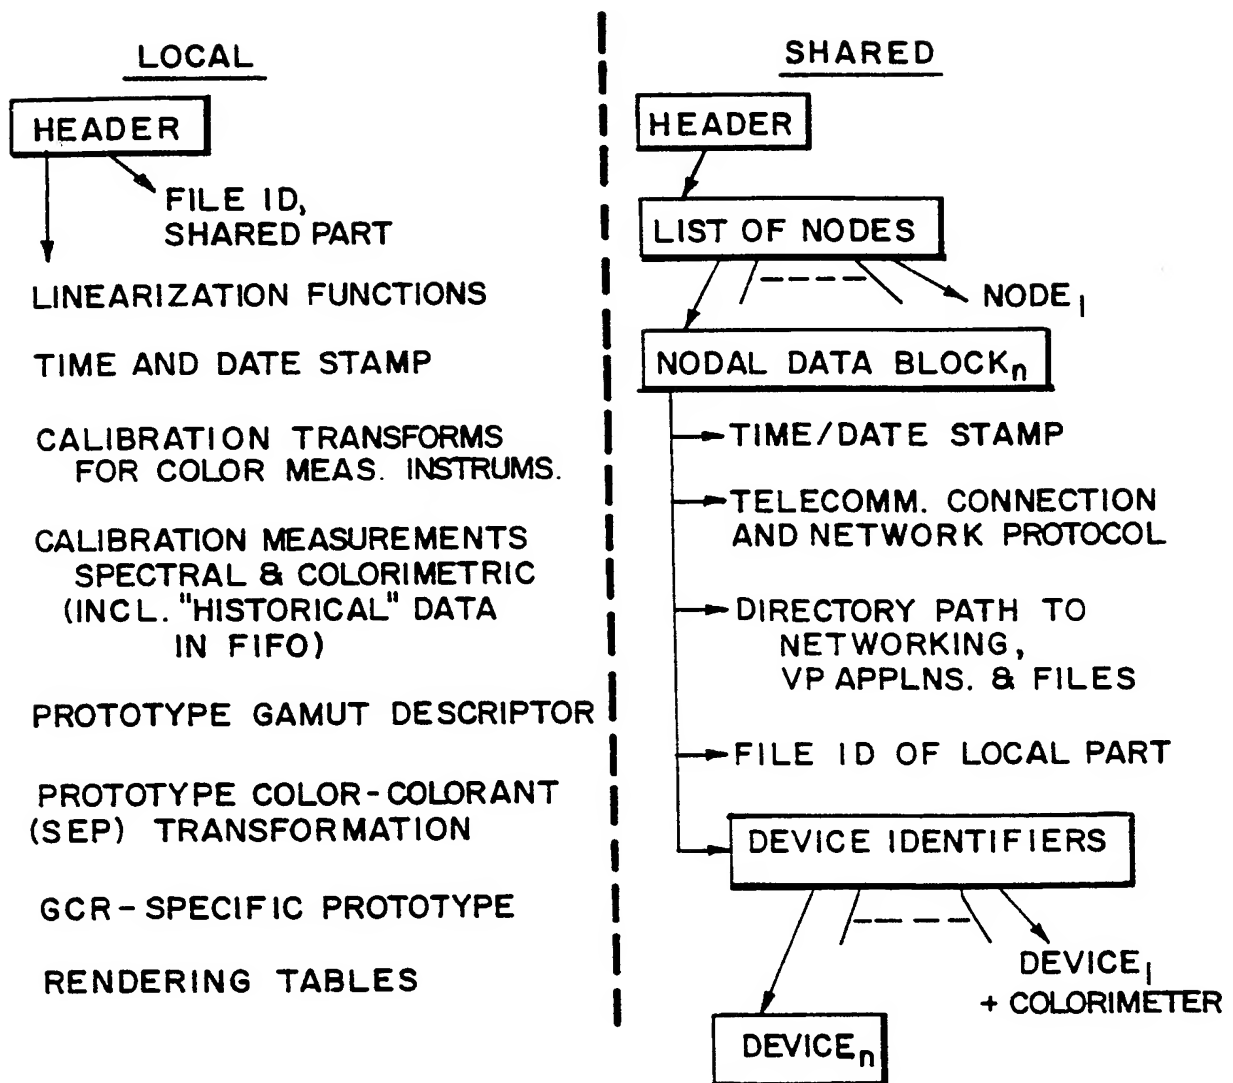 LOCAL
HEADER
FILE ID,
SHARED PART
LINEARIZATION FUNCTIONS
TIME AND DATE STAMP
CALIBRATION TRANSFORMS
FOR COLOR MEAS. INSTRUMS.
CALIBRATION MEASUREMENTS
SPECTRAL & COLORIMETRIC
(INCL. "HISTORICAL" DATA
IN FIFO)
PROTOTYPE GAMUT DESCRIPTOR
PROTOTYPE COLOR-COLORANT
(SEP) TRANSFORMATION
GCR-SPECIFIC PROTOTYPE
RENDERING TABLES
SHARED
HEADER
LIST OF NODES
NODE1
NODAL DATA BLOCKn
TIME/DATE STAMP
TELECOMM. CONNECTION
AND NETWORK PROTOCOL
DIRECTORY PATH TO
NETWORKING,
VP APPLNS. & FILES
FILE ID OF LOCAL PART
DEVICE IDENTIFIERS
DEVICE1
+ COLORIMETER
DEVICEn